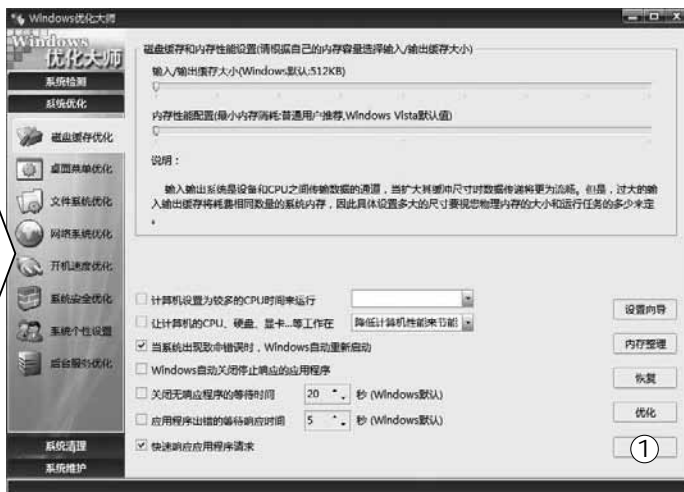 Windows优化大师
Windows
优化大师
系统检测
系统优化
磁盘缓存优化
桌面菜单优化
文件系统优化
网络系统优化
开机速度优化
系统安全优化
系统个性设置
后台服务优化
系统清理
系统维护
磁盘缓存和内存性能设置(请根据自己的内存容量选择输入/输出缓存大小)
输入/输出缓存大小(Windows默认:512KB)
内存性能配置(最小内存消耗:普通用户推荐,Windows Vista默认值)
说明：
输入输出系统是设备和CPU之间传输数据的通道，当扩大其缓冲尺寸时数据传递将更为流畅。但是，过大的输
入输出缓存将耗费相同数量的系统内存，因此具体设置多大的尺寸要视您物理内存的大小和运行任务的多少来定
。
计算机设置为较多的CPU时间来运行
让计算机的CPU、硬盘、显卡...等工作在 降低计算机性能来节能
当系统出现致命错误时，Windows自动重新启动
Windows自动关闭停止响应的应用程序
关闭无响应程序的等待时间 20 秒 (Windows默认)
应用程序出错的等待响应时间 5 秒 (Windows默认)
快速响应应用程序请求
设置向导
内存整理
恢复
优化
①